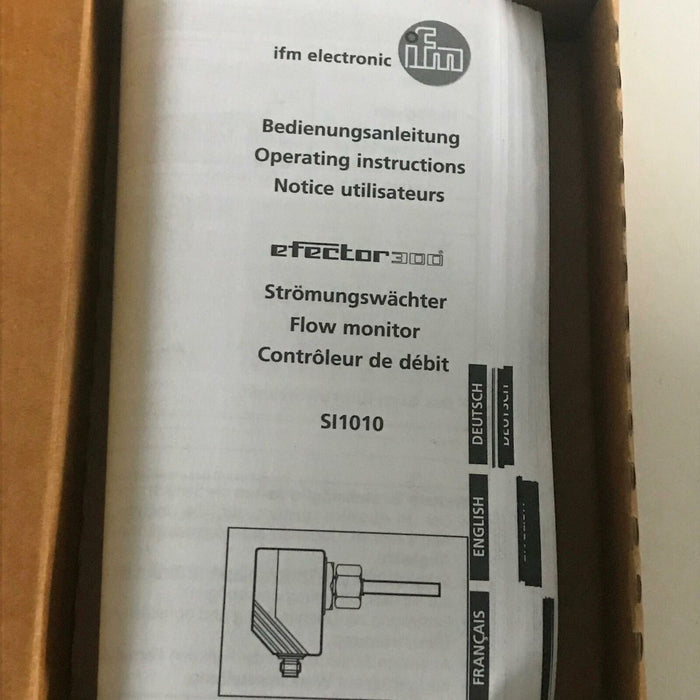 ifm electronic
ifm
Bedienungsanleitung
Operating instructions
Notice utilisateurs
efector300
Strömungswächter
Flow monitor
Contrôleur de débit
SI1010
DEUTSCH
DEUTSCH
ENGLISH
FRANÇAIS